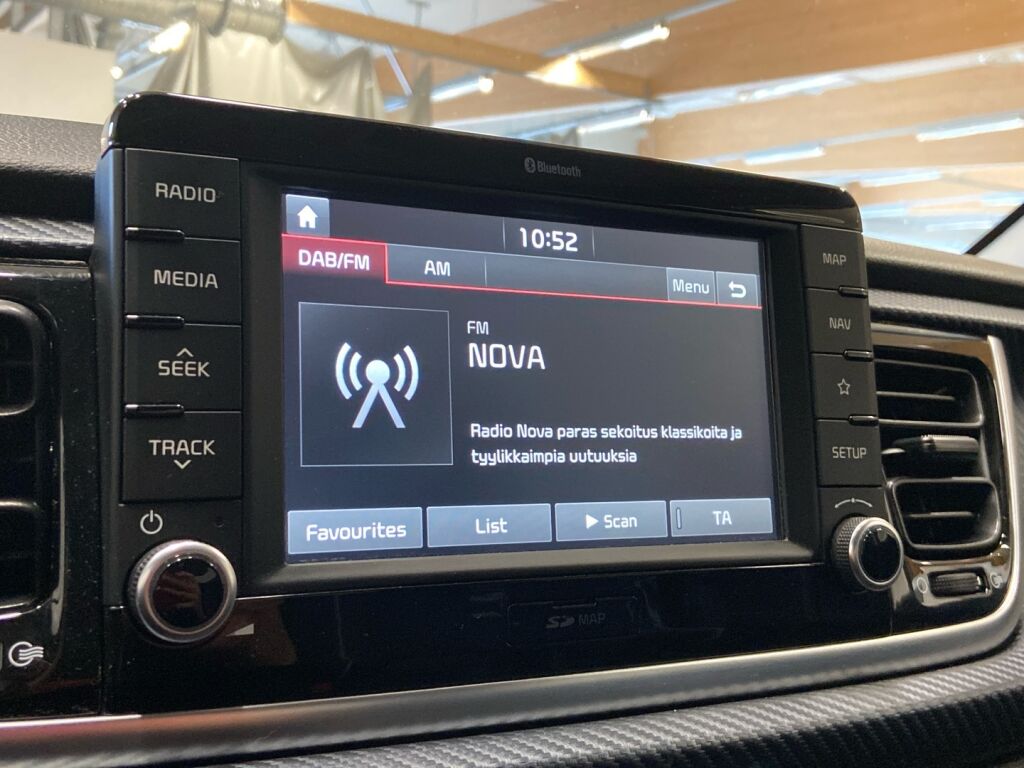 Bluetooth
RADIO
MEDIA
SEEK
TRACK
10:52
DAB/FM
AM
Menu
FM
NOVA
Radio Nova paras sekoitus klassikoita ja
tyylikkäimpiä uutuuksia
Favourites
List
Scan
TA
MAP
NAV
SETUP
SD MAP